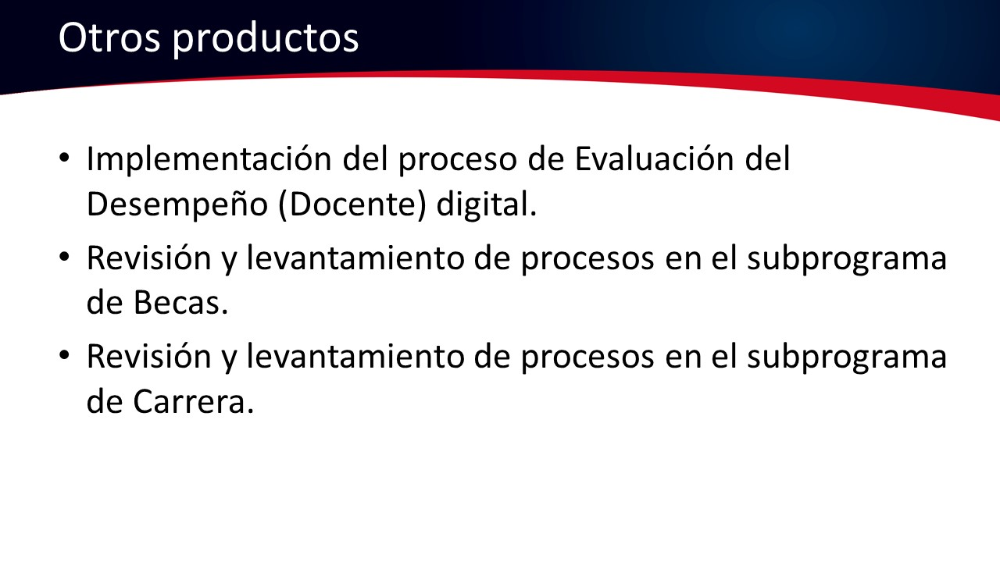 Otros productos
• Implementación del proceso de Evaluación del
Desempeño (Docente) digital.
• Revisión y levantamiento de procesos en el subprograma
de Becas.
• Revisión y levantamiento de procesos en el subprograma
de Carrera.